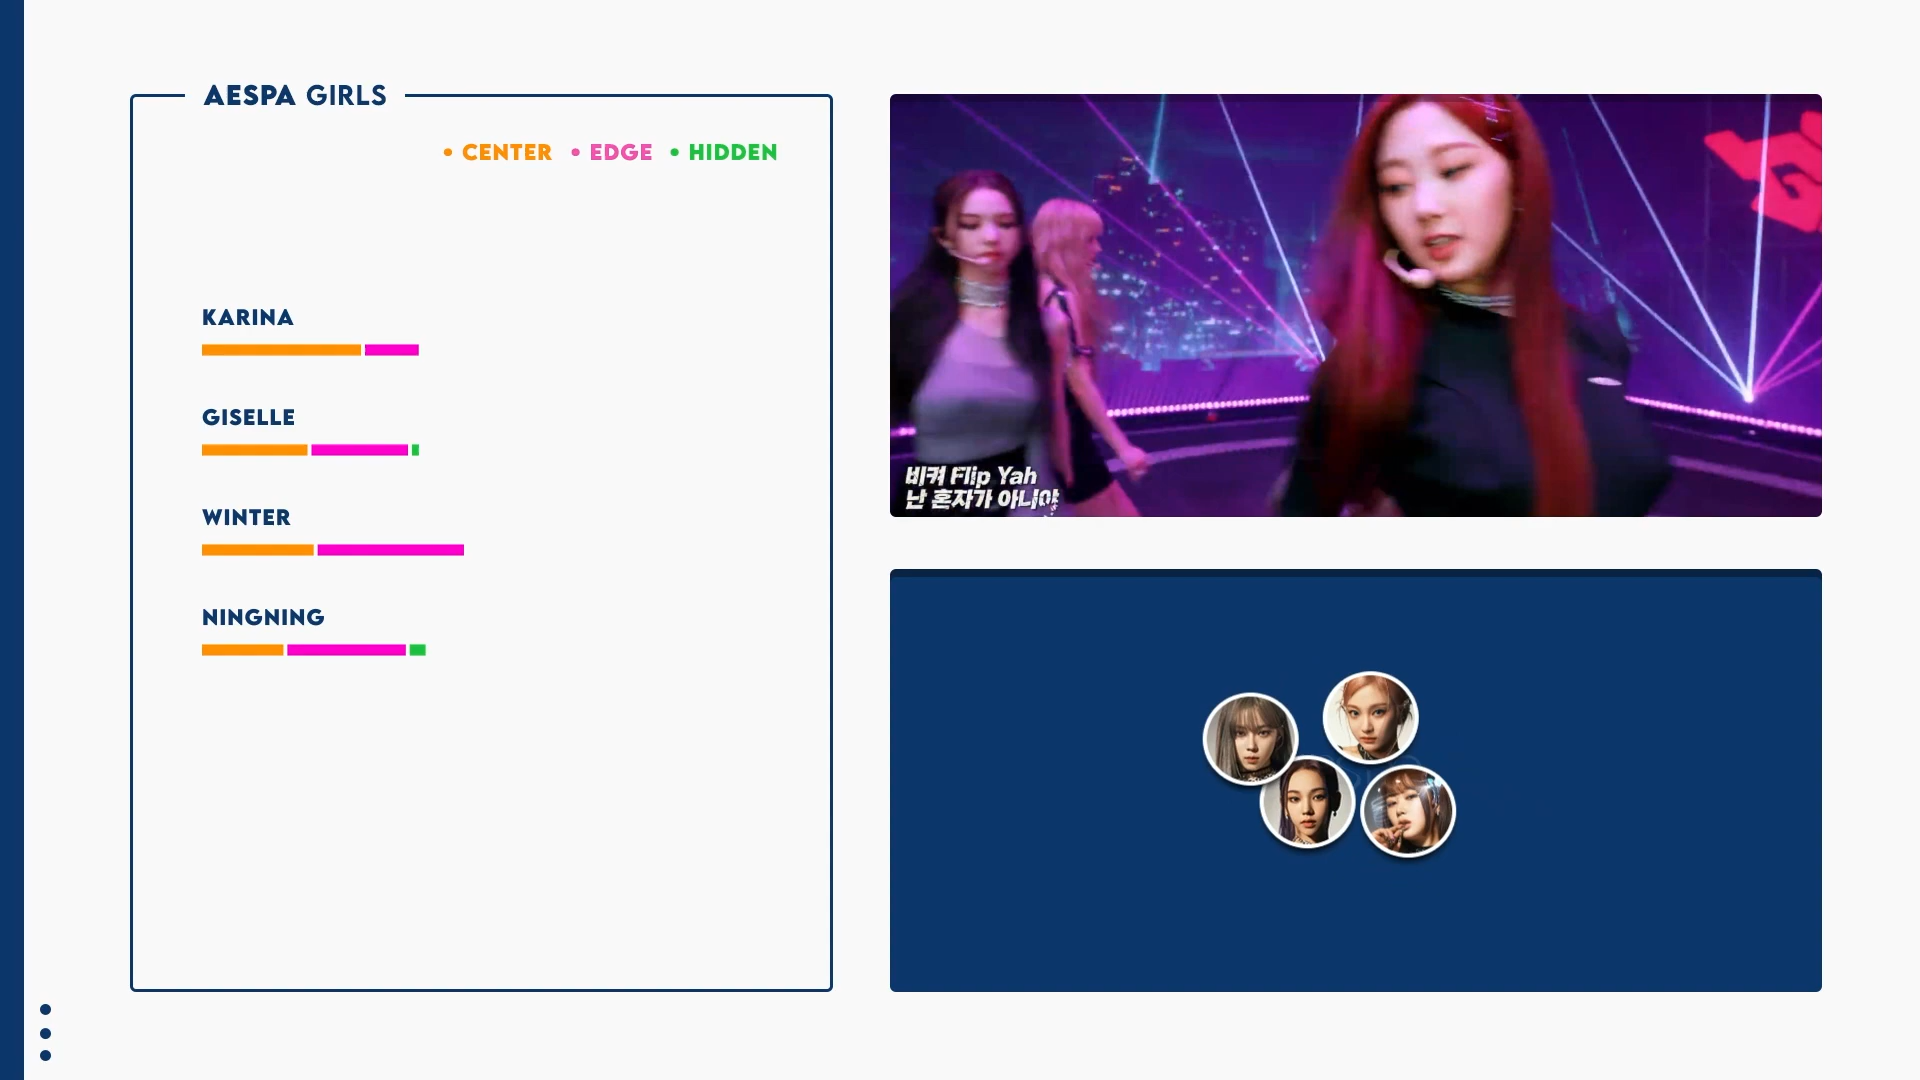 AESPA GIRLS
• CENTER • EDGE • HIDDEN
KARINA
GISELLE
WINTER
NINGNING
비켜 Flip Yah
난 혼자가 아니야